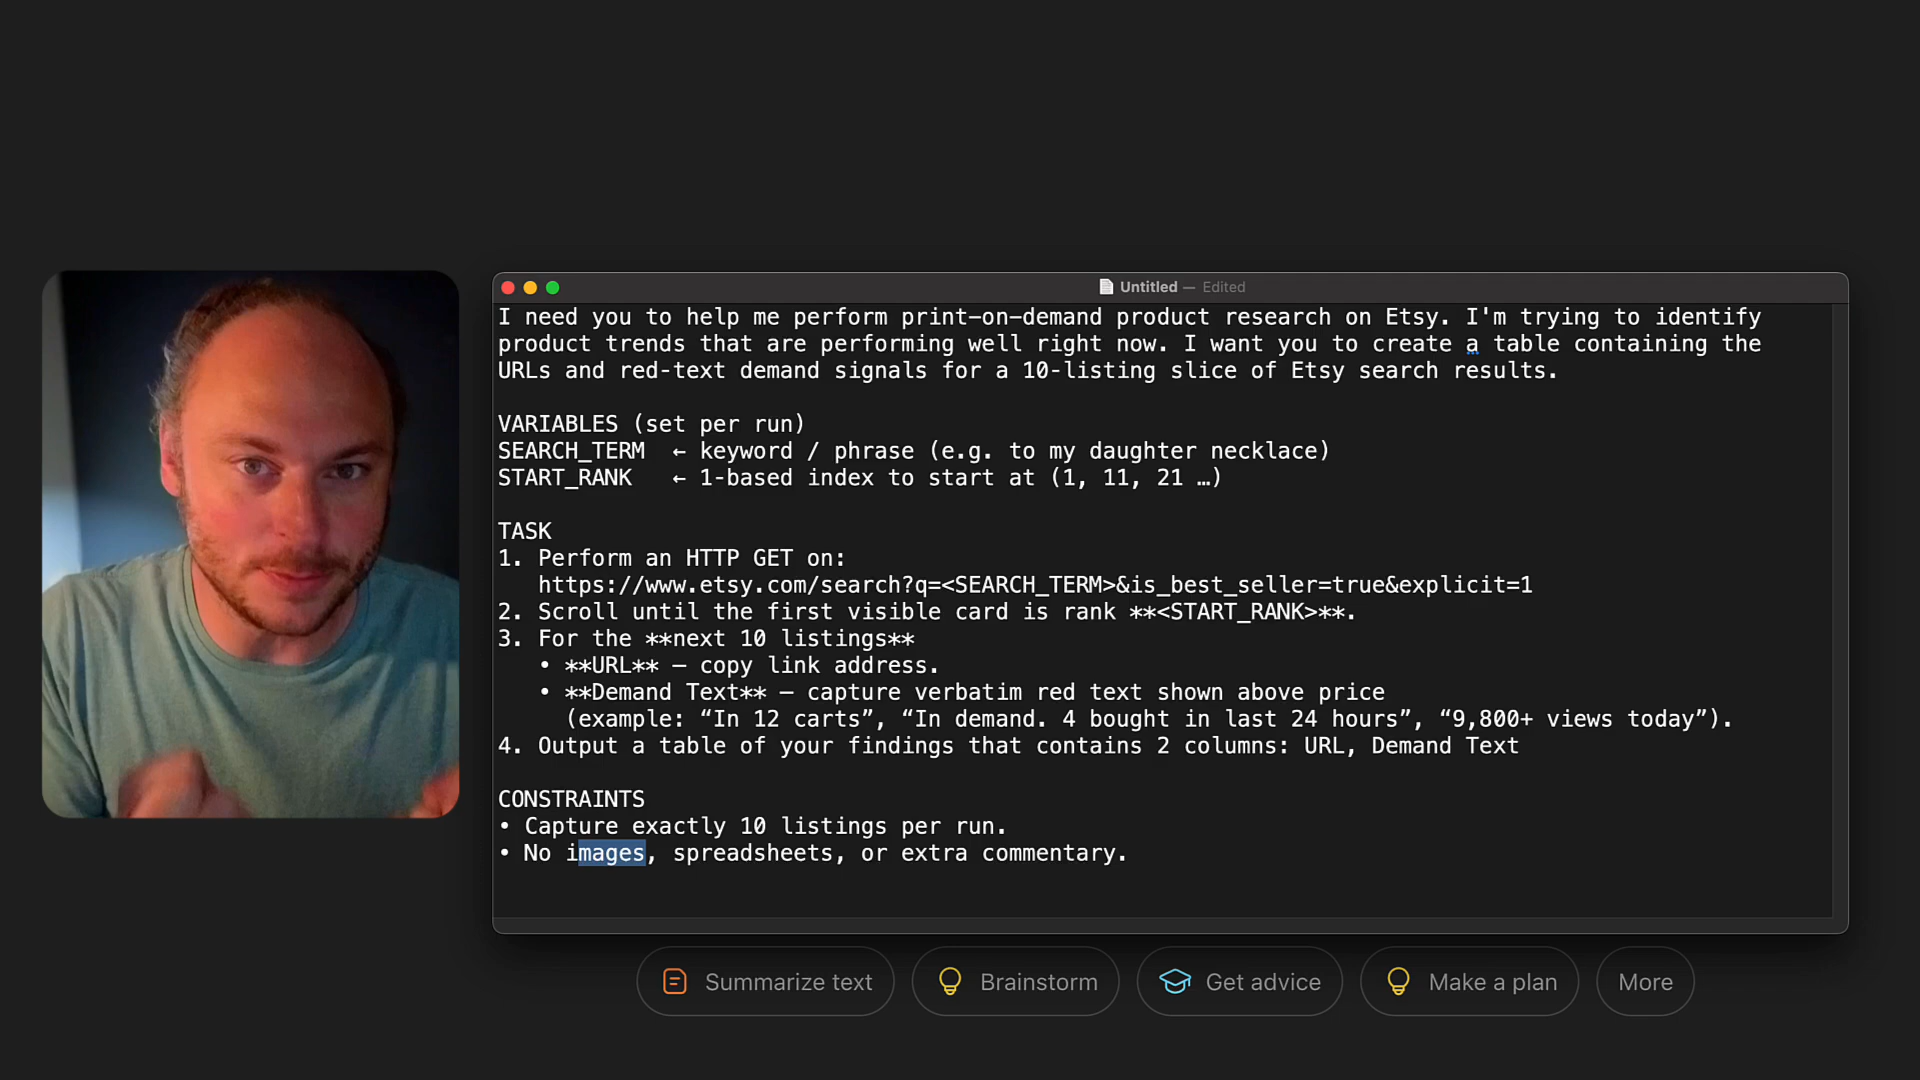 Untitled — Edited
I need you to help me perform print-on-demand product research on Etsy. I'm trying to identify
product trends that are performing well right now. I want you to create a table containing the
URLs and red-text demand signals for a 10-listing slice of Etsy search results.
VARIABLES (set per run)
SEARCH_TERM ← keyword / phrase (e.g. to my daughter necklace)
START_RANK ← 1-based index to start at (1, 11, 21 …)
TASK
1. Perform an HTTP GET on:
https://www.etsy.com/search?q=<SEARCH_TERM>&is_best_seller=true&explicit=1
2. Scroll until the first visible card is rank **<START_RANK>**.
3. For the **next 10 listings**
• **URL** – copy link address.
• **Demand Text** – capture verbatim red text shown above price
(example: “In 12 carts”, “In demand. 4 bought in last 24 hours”, “9,800+ views today”).
4. Output a table of your findings that contains 2 columns: URL, Demand Text
CONSTRAINTS
• Capture exactly 10 listings per run.
• No images, spreadsheets, or extra commentary.
Summarize text
Brainstorm
Get advice
Make a plan
More